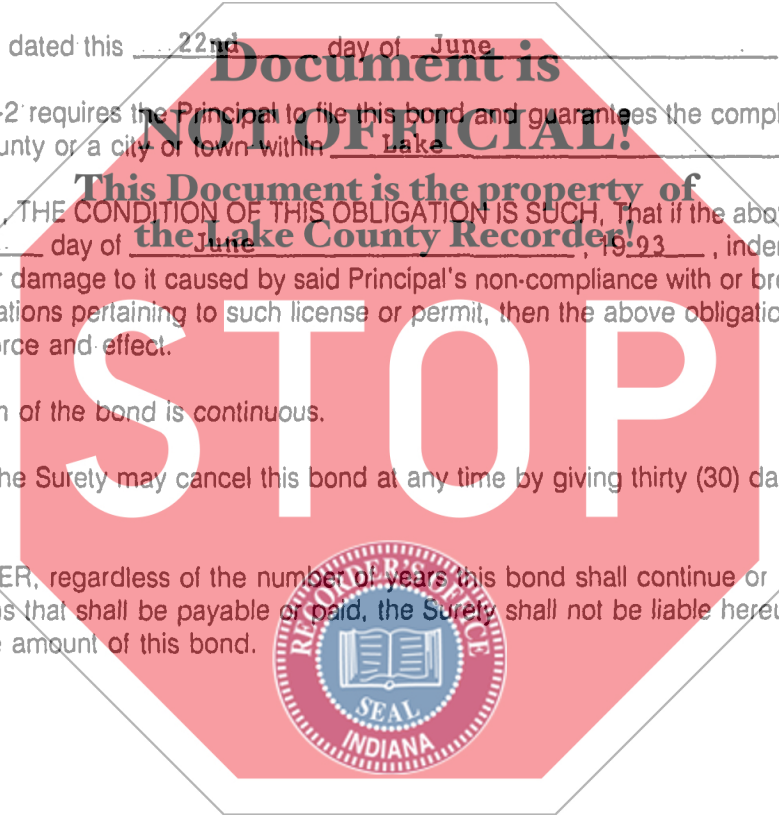 dated this 22nd day of June
Document is
-2 requires the Principal to file this bond and guarantees the compl
NOT OFFICIAL!
unty or a city or town within Lake
This Document is the property of
, THE CONDITION OF THIS OBLIGATION IS SUCH, That if the abo
the Lake County Recorder!
day of June, 19 93, inder
r damage to it caused by said Principal's non-compliance with or bre
ations pertaining to such license or permit, then the above obligatio
orce and effect.
STOP
n of the bond is continuous.
he Surety may cancel this bond at any time by giving thirty (30) da
ER, regardless of the number of years this bond shall continue or
ns that shall be payable or paid, the Surety shall not be liable hereu
e amount of this bond.
RECORDER'S OFFICE
SEAL
INDIANA